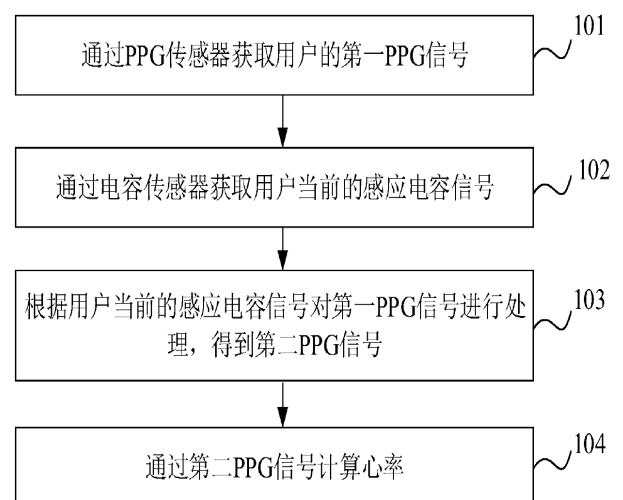 通过PPG传感器获取用户的第一PPG信号
101
通过电容传感器获取用户当前的感应电容信号
102
根据用户当前的感应电容信号对第一PPG信号进行处
理，得到第二PPG信号
103
通过第二PPG信号计算心率
104